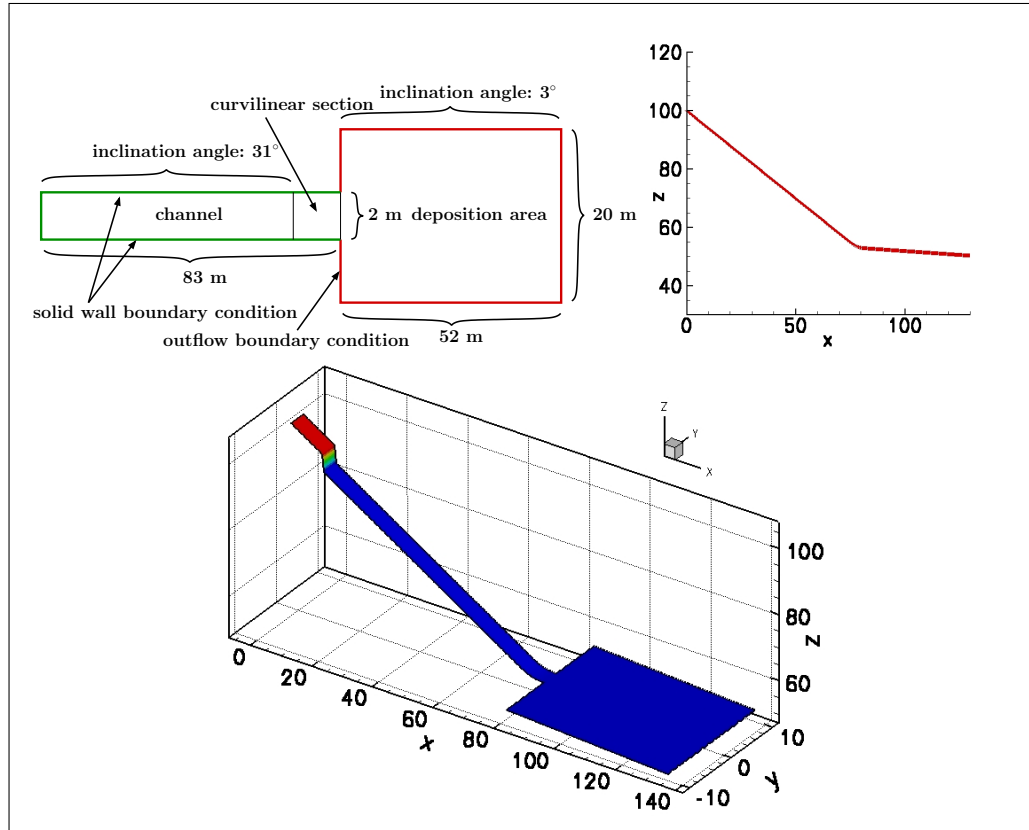 inclination angle: 3°
curvilinear section
inclination angle: 31°
channel
2 m
deposition area
20 m
83 m
solid wall boundary condition
52 m
outflow boundary condition
120
100
80
60
40
z
0
50
100
x
Z
Y
X
100
80
60
z
0
20
40
60
80
100
120
140
x
-10
0
10
y